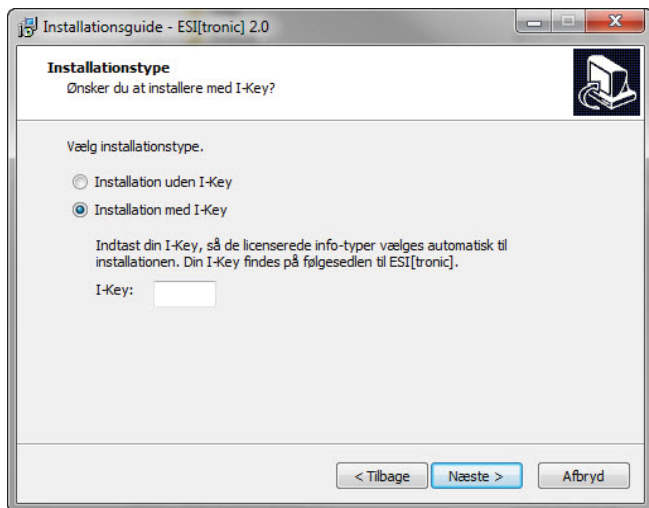 Installationsguide - ESI[tronic] 2.0
Installationstype
Ønsker du at installere med I-Key?
Vælg installationstype.
Installation uden I-Key
Installation med I-Key
Indtast din I-Key, så de licenserede info-typer vælges automatisk til
installationen. Din I-Key findes på følgesedlen til ESI[tronic].
I-Key:
< Tilbage
Næste >
Afbryd